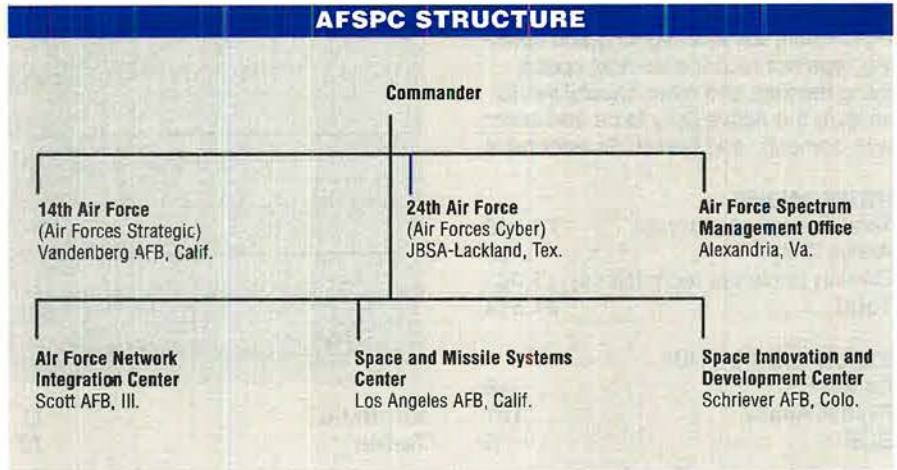 AFSPC STRUCTURE
Commander
14th Air Force
(Air Forces Strategic)
Vandenberg AFB, Calif.
24th Air Force
(Air Forces Cyber)
JBSA-Lackland, Tex.
Air Force Spectrum
Management Office
Alexandria, Va.
Air Force Network
Integration Center
Scott AFB, Ill.
Space and Missile Systems
Center
Los Angeles AFB, Calif.
Space Innovation and
Development Center
Schriever AFB, Colo.